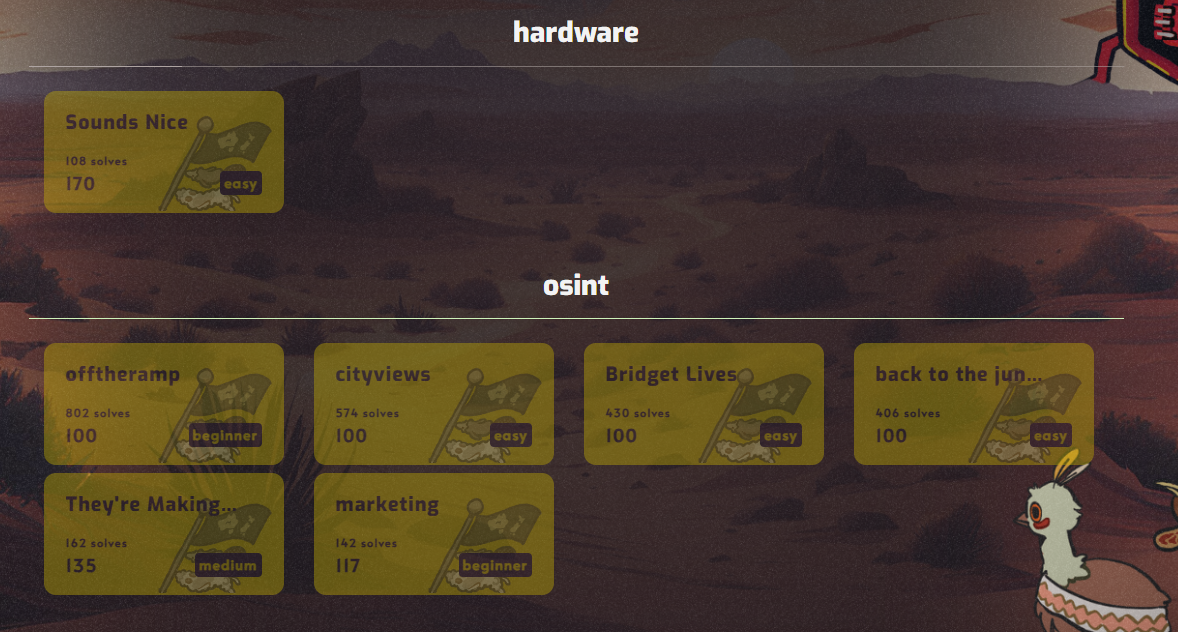 hardware
Sounds Nice
108 solves
170
easy
osint
offtheramp
802 solves
100
beginner
cityviews
574 solves
100
easy
Bridget Lives
430 solves
100
easy
back to the jun...
406 solves
100
easy
They're Making...
162 solves
135
medium
marketing
142 solves
117
beginner